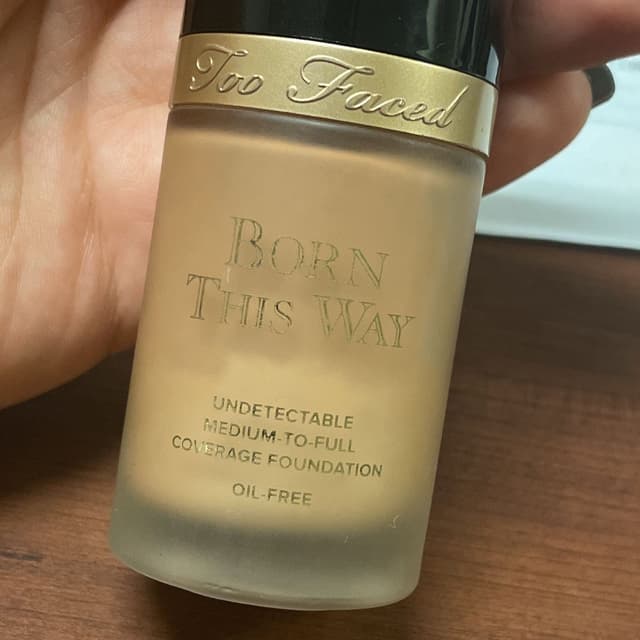 Too Faced
BORN
THIS WAY
UNDETECTABLE
MEDIUM-TO-FULL
COVERAGE FOUNDATION
OIL-FREE